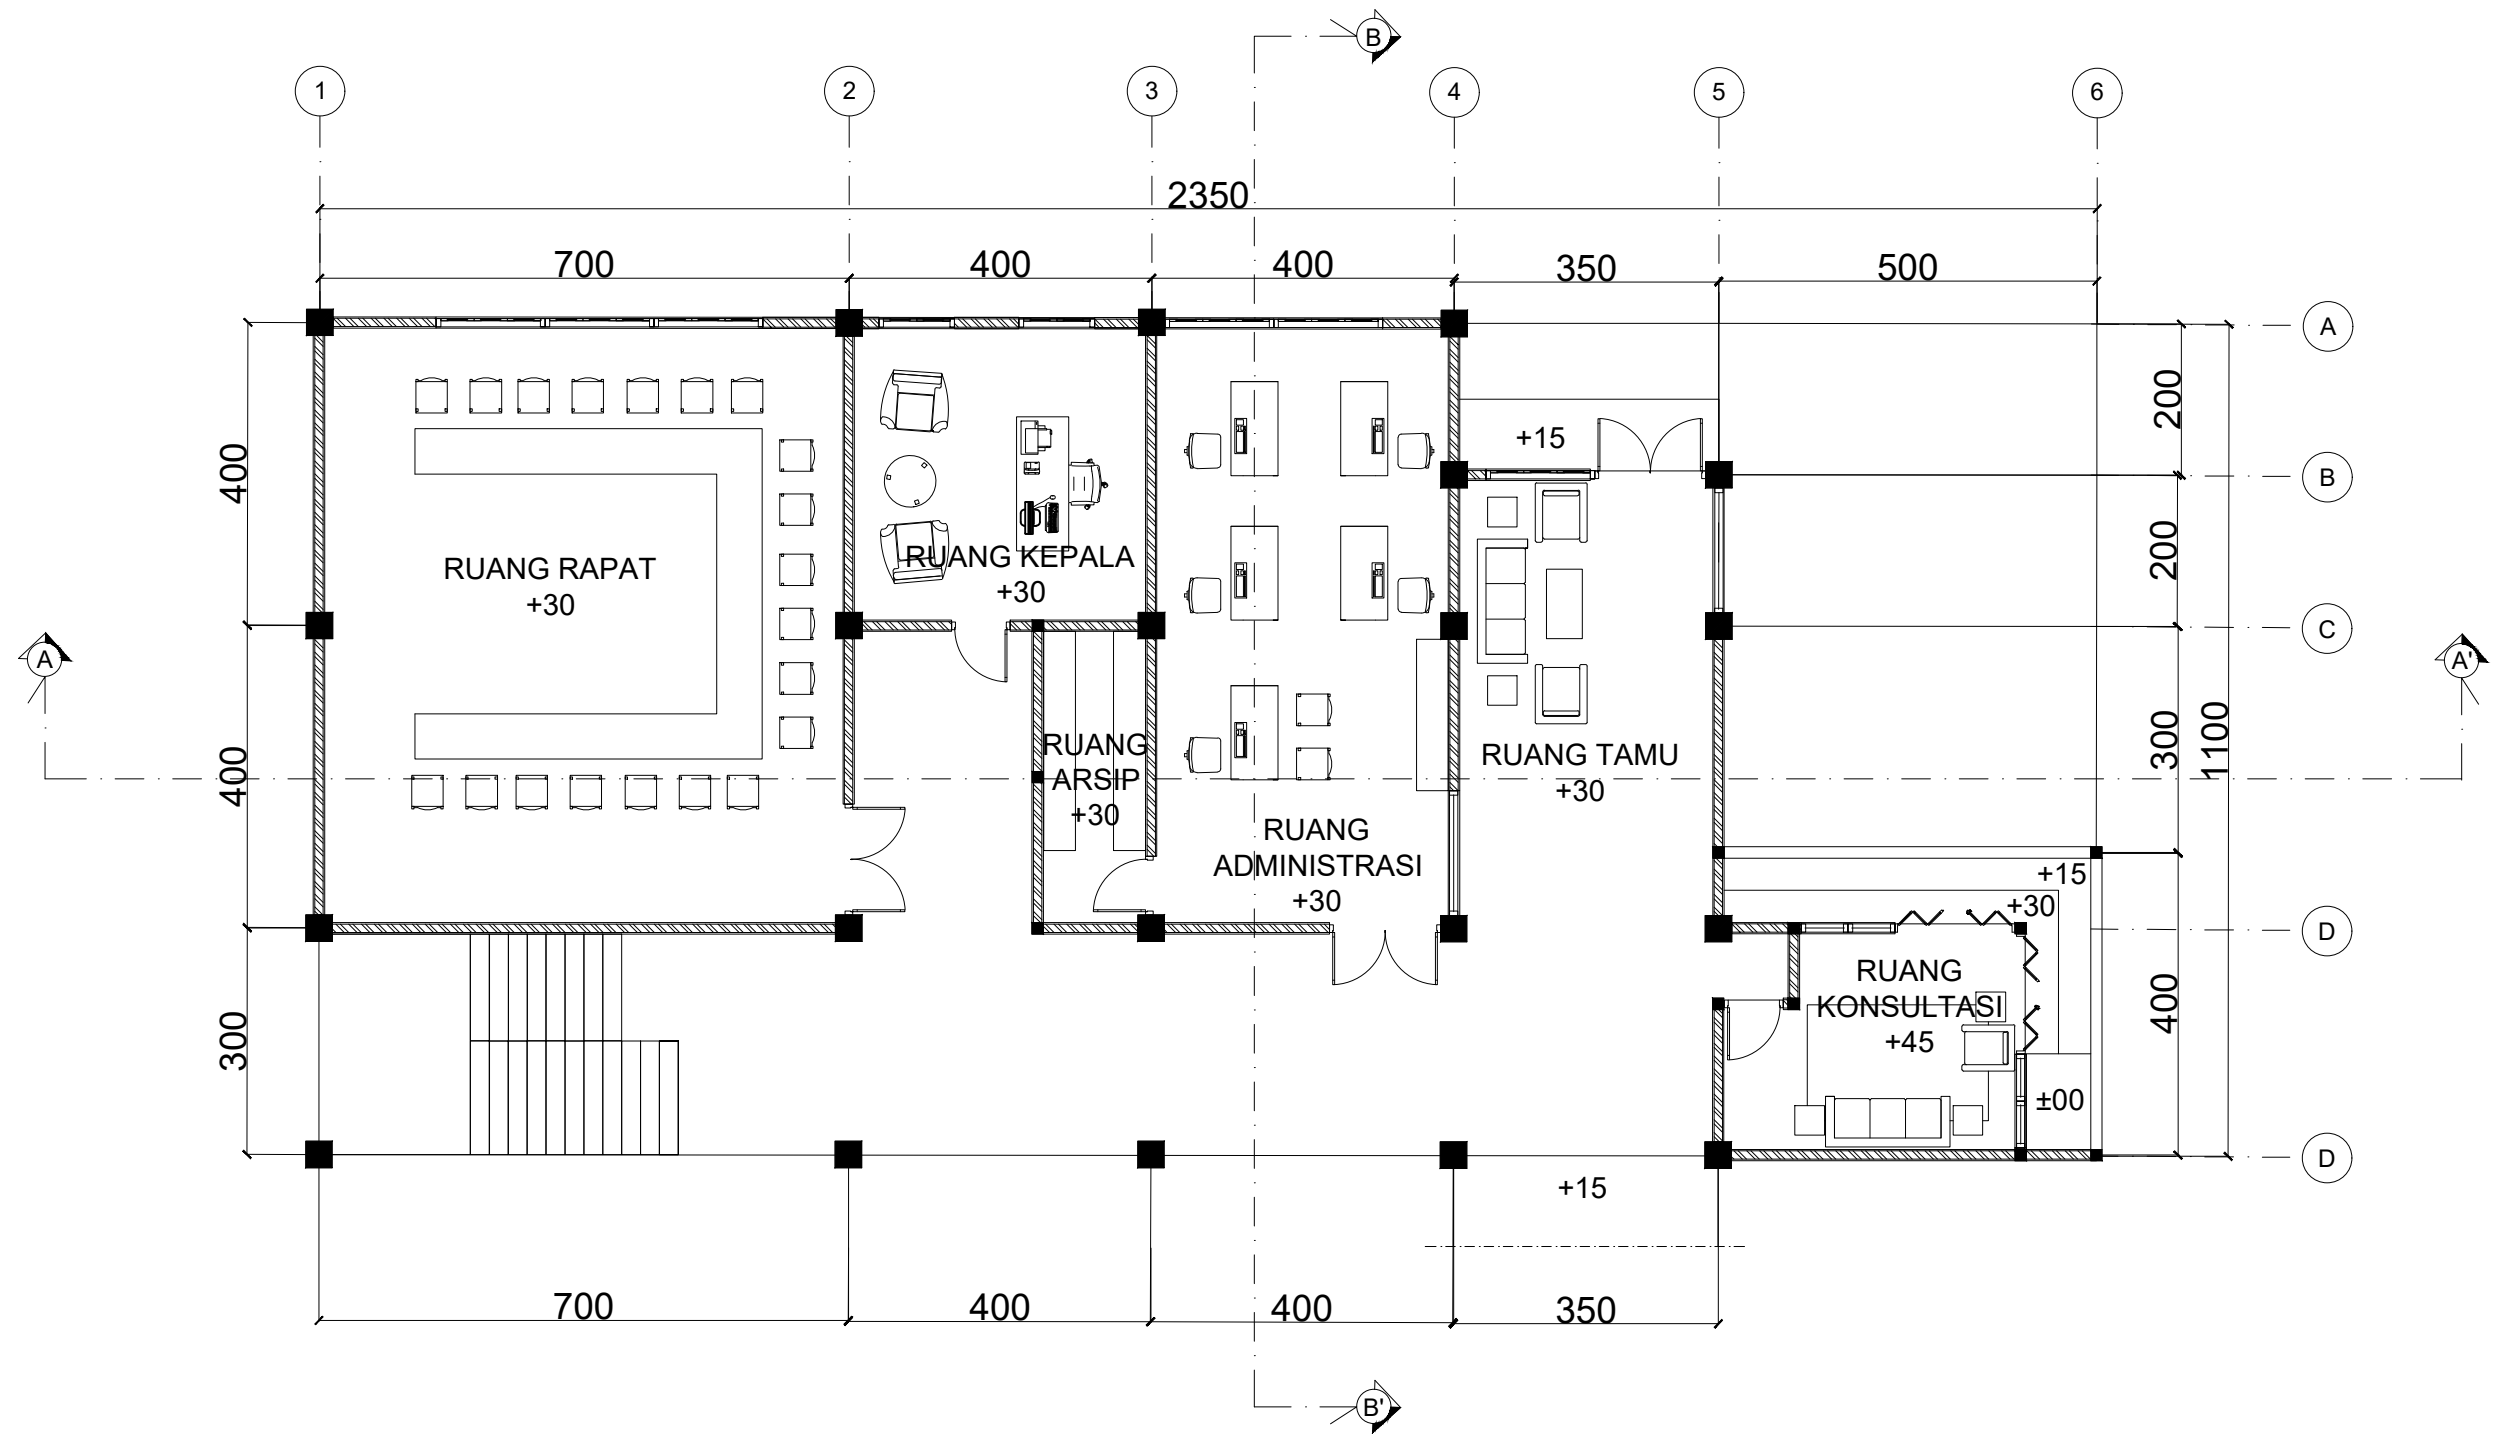 B
1
2
3
4
5
6
2350
700
400
400
350
500
A
200
+15
B
400
200
RUANG RAPAT
+30
RUANG KEPALA
+30
C
A
A'
300
1100
400
RUANG
ARSIP
+30
RUANG TAMU
+30
RUANG
ADMINISTRASI
+30
+15
+30
D
RUANG
KONSULTASI
+45
400
300
±00
D
+15
700
400
400
350
B'